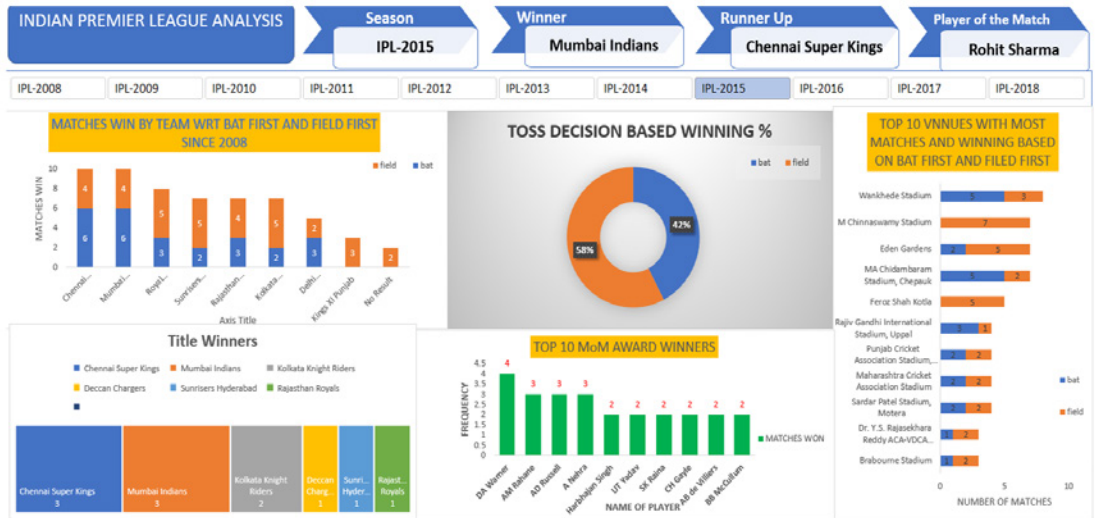 INDIAN PREMIER LEAGUE ANALYSIS
Season
IPL-2015
Winner
Mumbai Indians
Runner Up
Chennai Super Kings
Player of the Match
Rohit Sharma
IPL-2008
IPL-2009
IPL-2010
IPL-2011
IPL-2012
IPL-2013
IPL-2014
IPL-2015
IPL-2016
IPL-2017
IPL-2018
MATCHES WIN BY TEAM WRT BAT FIRST AND FIELD FIRST
SINCE 2008
field
bat
MATCHES WIN
10
8
6
4
2
0
4
6
4
6
5
3
5
2
4
3
5
2
2
3
3
2
Chennai...
Mumbai...
Royal...
Sunrisers...
Rajasthan...
Kolkata...
Delhi...
Kings XI Punjab
No Result
Axis Title
TOSS DECISION BASED WINNING %
bat
field
42%
58%
TOP 10 VNNUES WITH MOST
MATCHES AND WINNING BASED
ON BAT FIRST AND FILED FIRST
Wankhede Stadium
5 3
M Chinnaswamy Stadium
7
Eden Gardens
2 5
MA Chidambaram
Stadium, Chepauk
5 2
Feroz Shah Kotla
5
Rajiv Gandhi International
Stadium, Uppal
3 1
Punjab Cricket
Association Stadium,...
2 2
Maharashtra Cricket
Association Stadium
2 2
Sardar Patel Stadium,
Motera
2 2
Dr. Y.S. Rajasekhara
Reddy ACA-VDCA...
1 2
Brabourne Stadium
1 2
bat
field
0 5 10
NUMBER OF MATCHES
Title Winners
Chennai Super Kings
Mumbai Indians
Kolkata Knight Riders
Deccan Chargers
Sunrisers Hyderabad
Rajasthan Royals
Chennai Super Kings
3
Mumbai Indians
3
Kolkata Knight
Riders
2
Deccan
Charg...
1
Sunri...
Hyder...
1
Rajast...
Royals
1
TOP 10 MoM AWARD WINNERS
FREQUENCY
4.5
4
3.5
3
2.5
2
1.5
1
0.5
0
4
3
3
3
2
2
2
2
2
2
DA Warner
AM Rahane
AD Russell
A Nehra
Harbhajan Singh
UT Yadav
SK Raina
CH Gayle
AB de Villiers
BB McCullum
MATCHES WON
NAME OF PLAYER